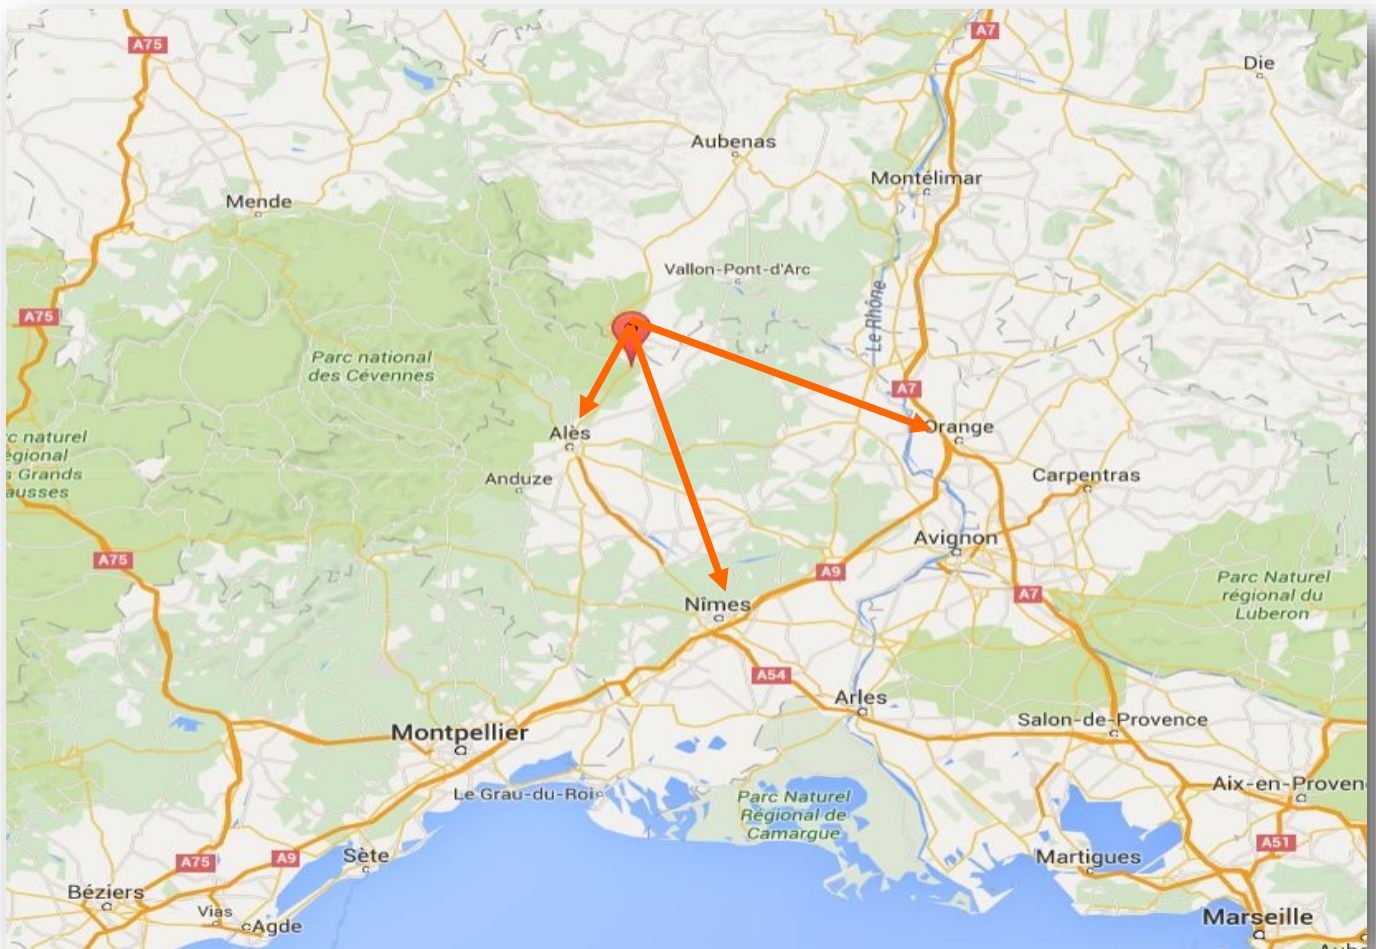 A75
A7
Die
Aubenas
Montélimar
Mende
Vallon-Pont-d'Arc
Le Rhône
A75
Parc national
des Cévennes
A7
Orange
Alès
rc naturel
égional
s Grands
ausses
Anduze
Carpentras
Avignon
A75
A9
A7
Parc Naturel
régional du
Luberon
Nîmes
A54
Arles
Salon-de-Provence
Montpellier
Le Grau-du-Roi
Parc Naturel
Régional de
Camargue
Aix-en-Proven
A51
Sète
A75
A9
Martigues
Béziers
Vias
Agde
Marseille